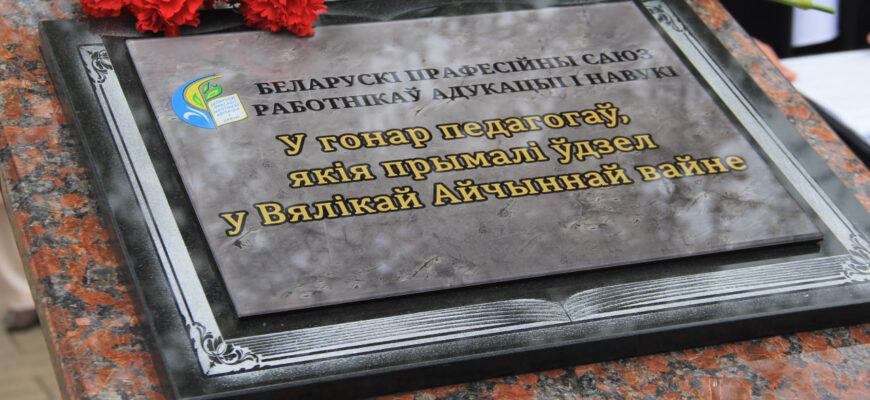 БЕЛАРУСКІ ПРАФЕСІЙНЫ САЮЗ
РАБОТНІКАЎ АДУКАЦЫІ І НАВУКІ
У гонар педагогаў,
якія прымалі ўдзел
у Вялікай Айчыннай вайне